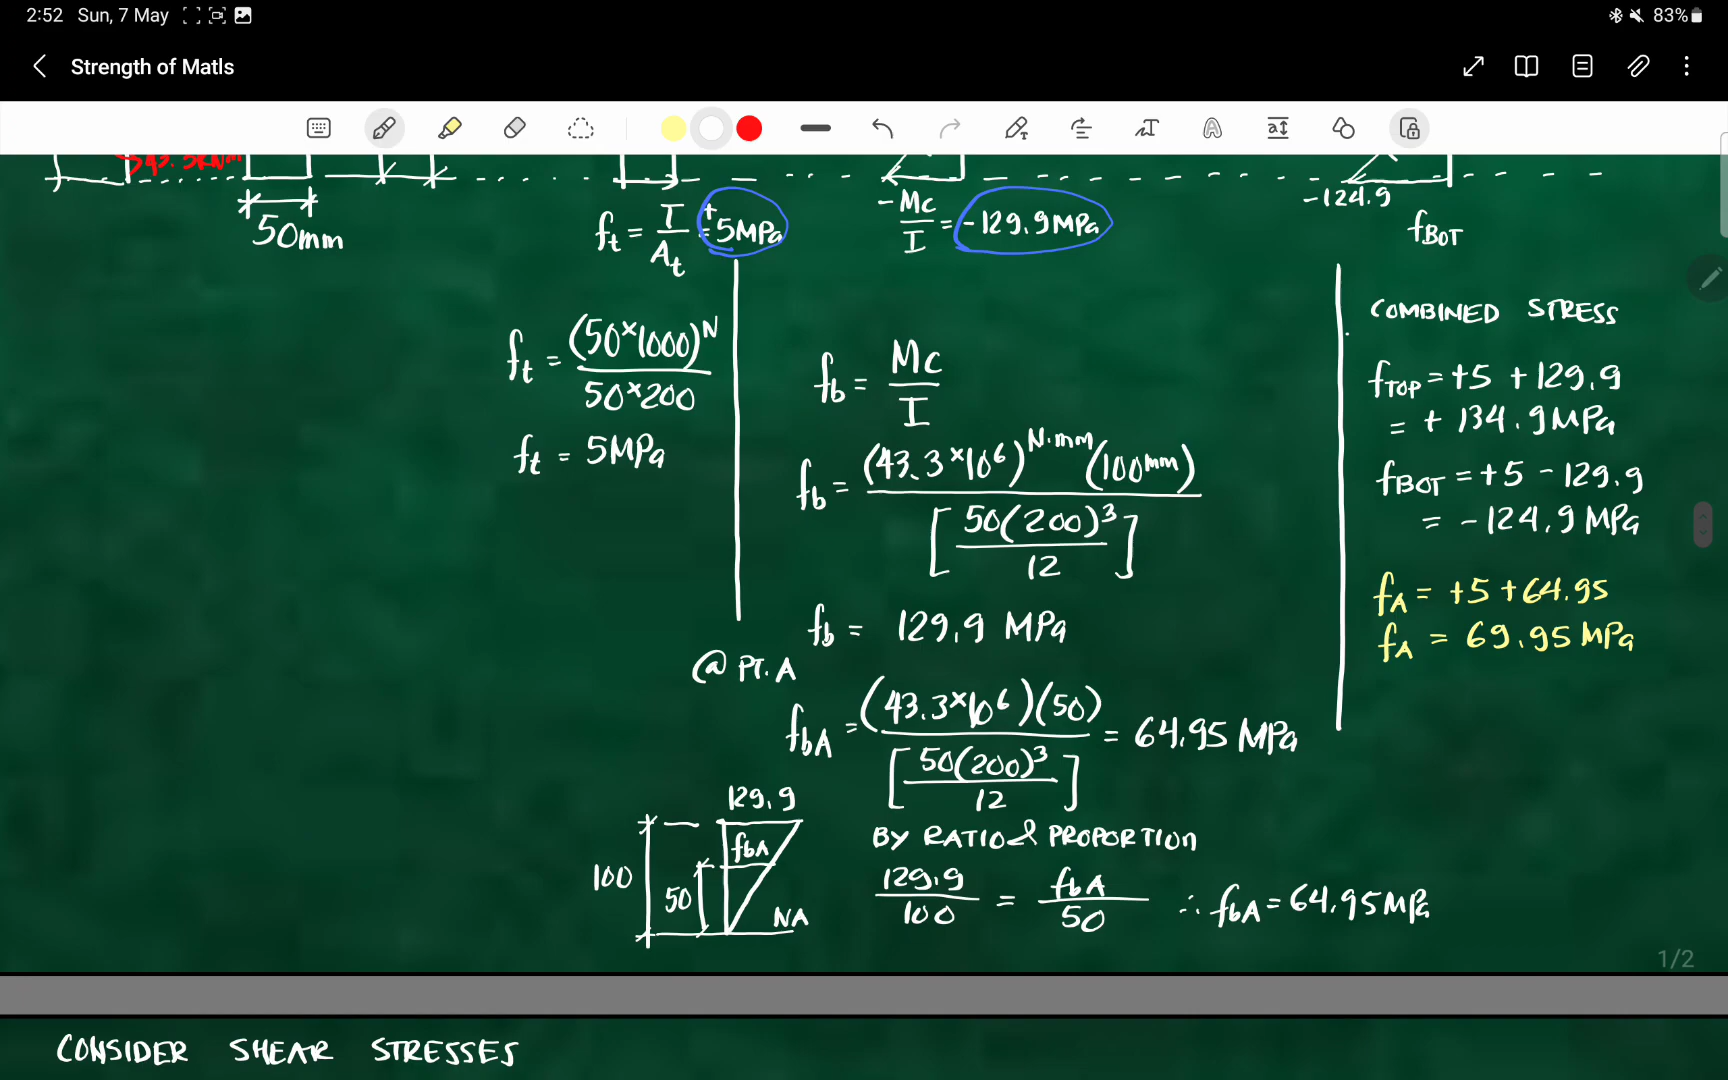 2:52 Sun, 7 May
83%
Strength of Matls
50mm
ft = T/At = +5MPa
-Mc/I = -129.9MPa
-124.9
fBOT
ft = (50×1000)N / 50×200
ft = 5MPa
fb = Mc/I
fb = (43.3×10⁶)N·mm (100mm) / [50(200)³/12]
fb = 129.9 MPa
@ PT. A
fbA = (43.3×10⁶)(50) / [50(200)³/12] = 64.95 MPa
129.9
fbA
100
50
NA
BY RATIO & PROPORTION
129.9/100 = fbA/50 ∴ fbA = 64.95MPa
COMBINED STRESS
fTOP = +5 + 129.9
= + 134.9MPa
fBOT = +5 - 129.9
= - 124.9 MPa
fA = +5 + 64.95
fA = 69.95 MPa
1/2
CONSIDER SHEAR STRESSES